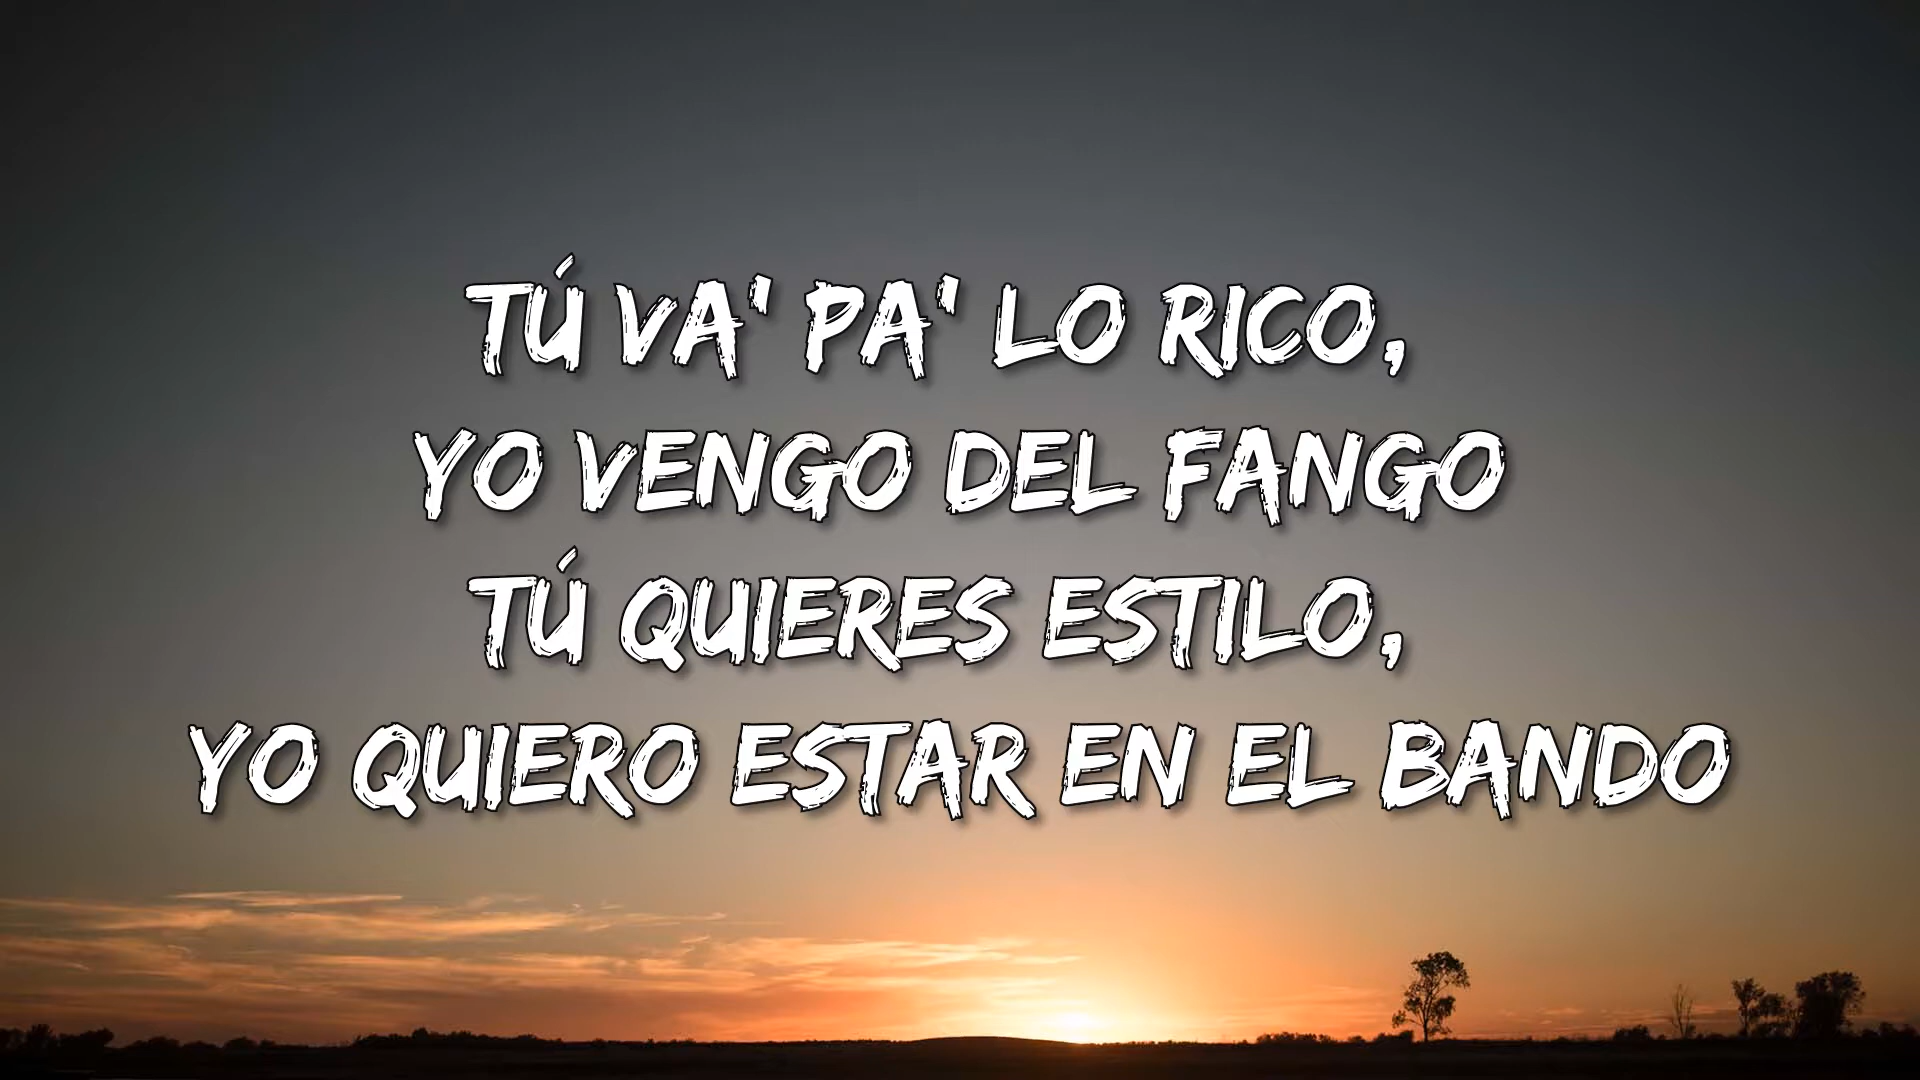 TÚ VA' PA' LO RICO,
YO VENGO DEL FANGO
TÚ QUIERES ESTILO,
YO QUIERO ESTAR EN EL BANDO